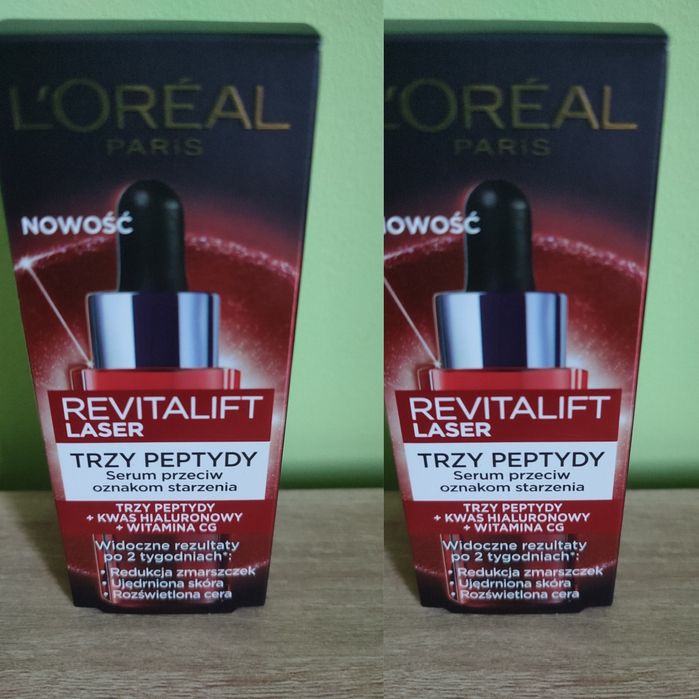 L'ORÉAL
PARIS
NOWOŚĆ
REVITALIFT
LASER
TRZY PEPTYDY
Serum przeciw
oznakom starzenia
TRZY PEPTYDY
+ KWAS HIALURONOWY
+ WITAMINA CG
Widoczne rezultaty
po 2 tygodniach*:
• Redukcja zmarszczek
• Ujędrniona skóra
• Rozświetlona cera
'ORÉAL
PARIS
OWOŚĆ
REVITALIFT
LASER
TRZY PEPTYDY
Serum przeciw
oznakom starzenia
TRZY PEPTYDY
+ KWAS HIALURONOWY
+ WITAMINA CG
Widoczne rezultaty
po 2 tygodniach*:
• Redukcja zmarszczek
• Ujędrniona skóra
• Rozświetlona cera